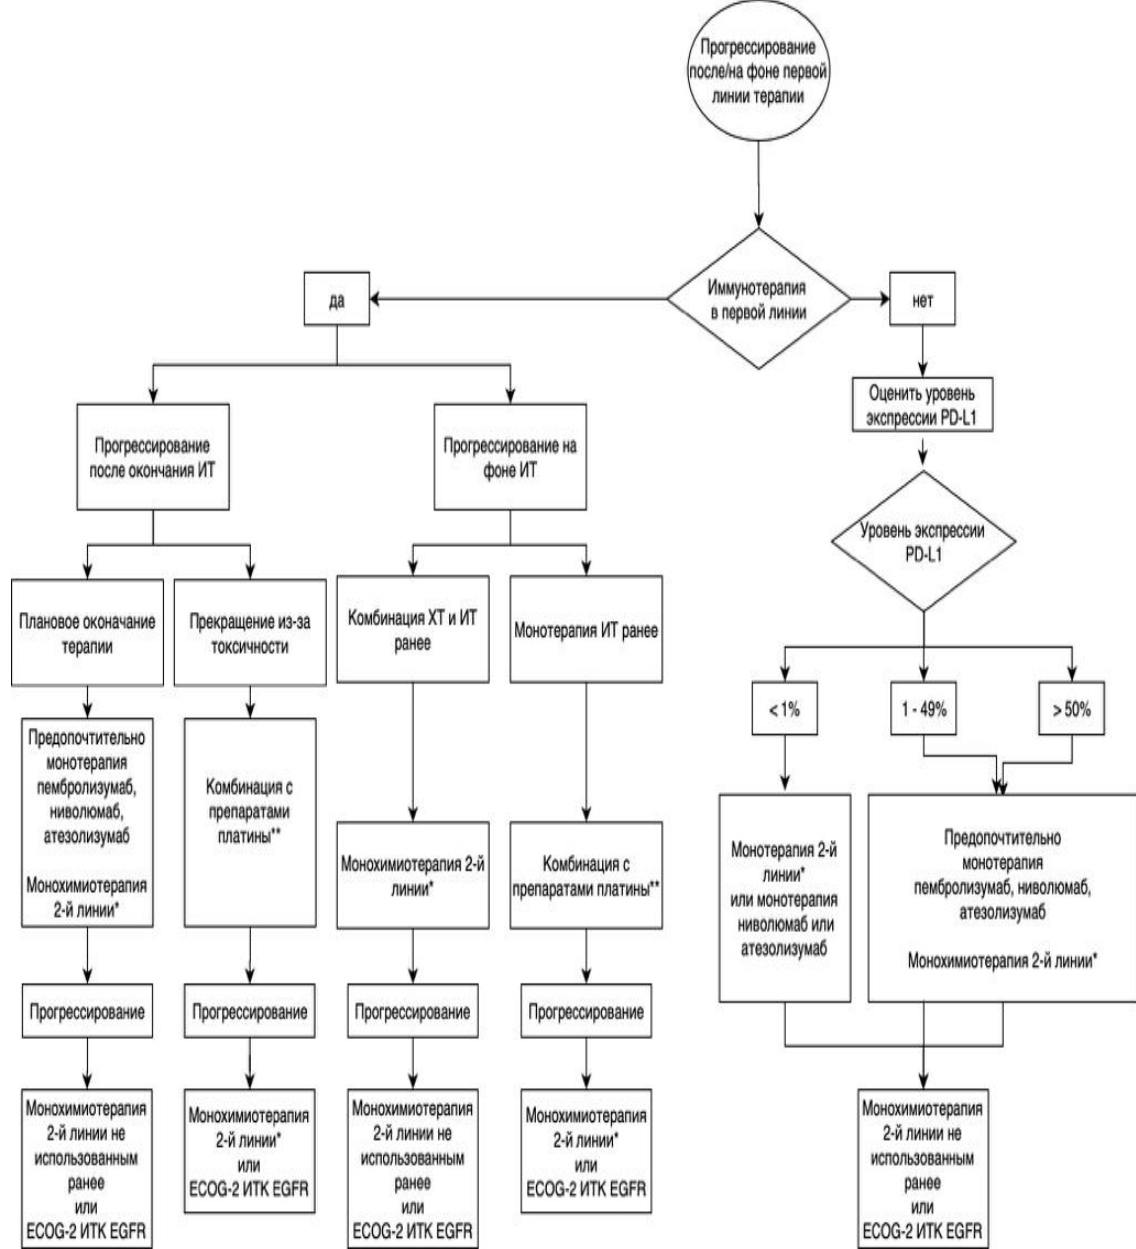 Прогрессирование
после/на фоне первой
линии терапии
Иммунотерапия
в первой линии
да
нет
Оценить уровень
экспрессии PD-L1
Прогрессирование
после окончания ИТ
Прогрессирование на
фоне ИТ
Уровень экспрессии
PD-L1
Плановое оконачание
терапии
Прекращение из-за
токсичности
Комбинация ХТ и ИТ
ранее
Монотерапия ИТ ранее
< 1%
1 - 49%
> 50%
Предопочтительно
монотерапия
пембролизумаб,
ниволюмаб,
атезолизумаб
Монохимиотерапия
2-й линии*
Комбинация с
препаратами
платины**
Монохимиотерапия 2-й
линии*
Комбинация с
препаратами платины**
Монотерапия 2-й
линии*
или монотерапия
ниволюмаб или
атезолизумаб
Предопочтительно
монотерапия
пембролизумаб, ниволюмаб,
атезолизумаб
Монохимиотерапия 2-й линии*
Прогрессирование
Прогрессирование
Прогрессирование
Прогрессирование
Монохимиотерапия
2-й линии не
использованным
ранее
или
ECOG-2 ИТК EGFR
Монохимиотерапия
2-й линии*
или
ECOG-2 ИТК EGFR
Монохимиотерапия
2-й линии не
использованным
ранее
или
ECOG-2 ИТК EGFR
Монохимиотерапия
2-й линии*
или
ECOG-2 ИТК EGFR
Монохимиотерапия
2-й линии не
использованным
ранее
или
ECOG-2 ИТК EGFR